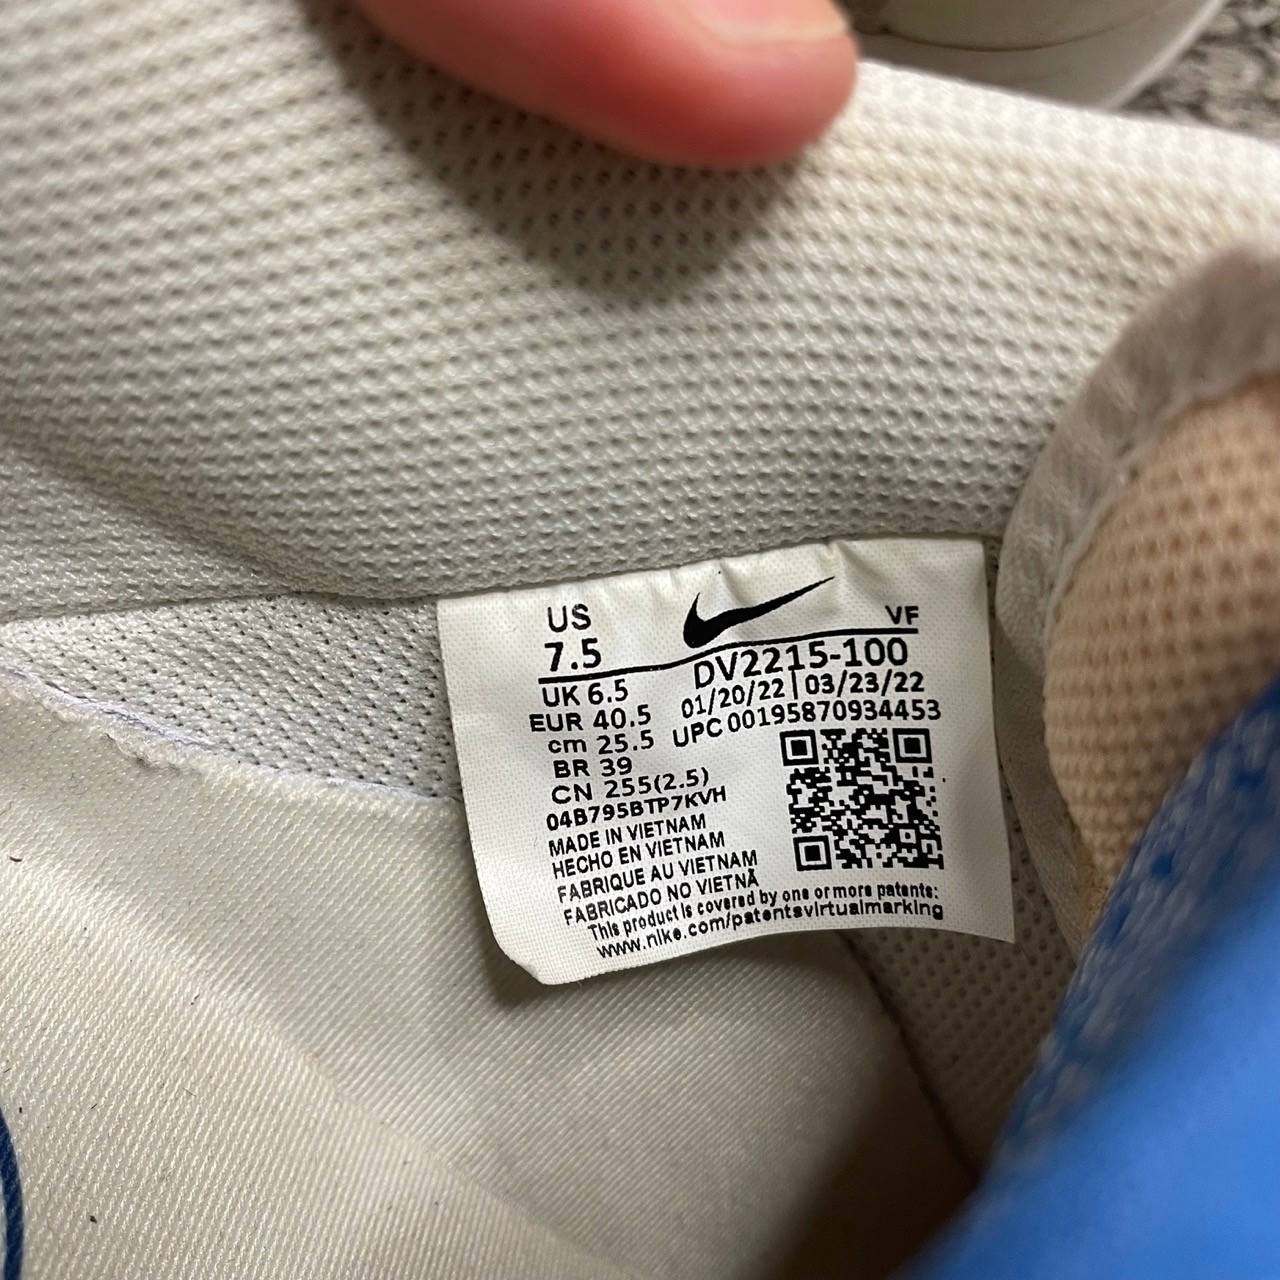 US
7.5
VF
DV2215-100
UK 6.5
01/20/22 | 03/23/22
EUR 40.5
UPC 00195870934453
cm 25.5
BR 39
CN 255(2.5)
04B795BTP7KVH
MADE IN VIETNAM
HECHO EN VIETNAM
FABRIQUE AU VIETNAM
FABRICADO NO VIETNÃ
This product is covered by one or more patents:
www.nike.com/patentsvirtualmarking